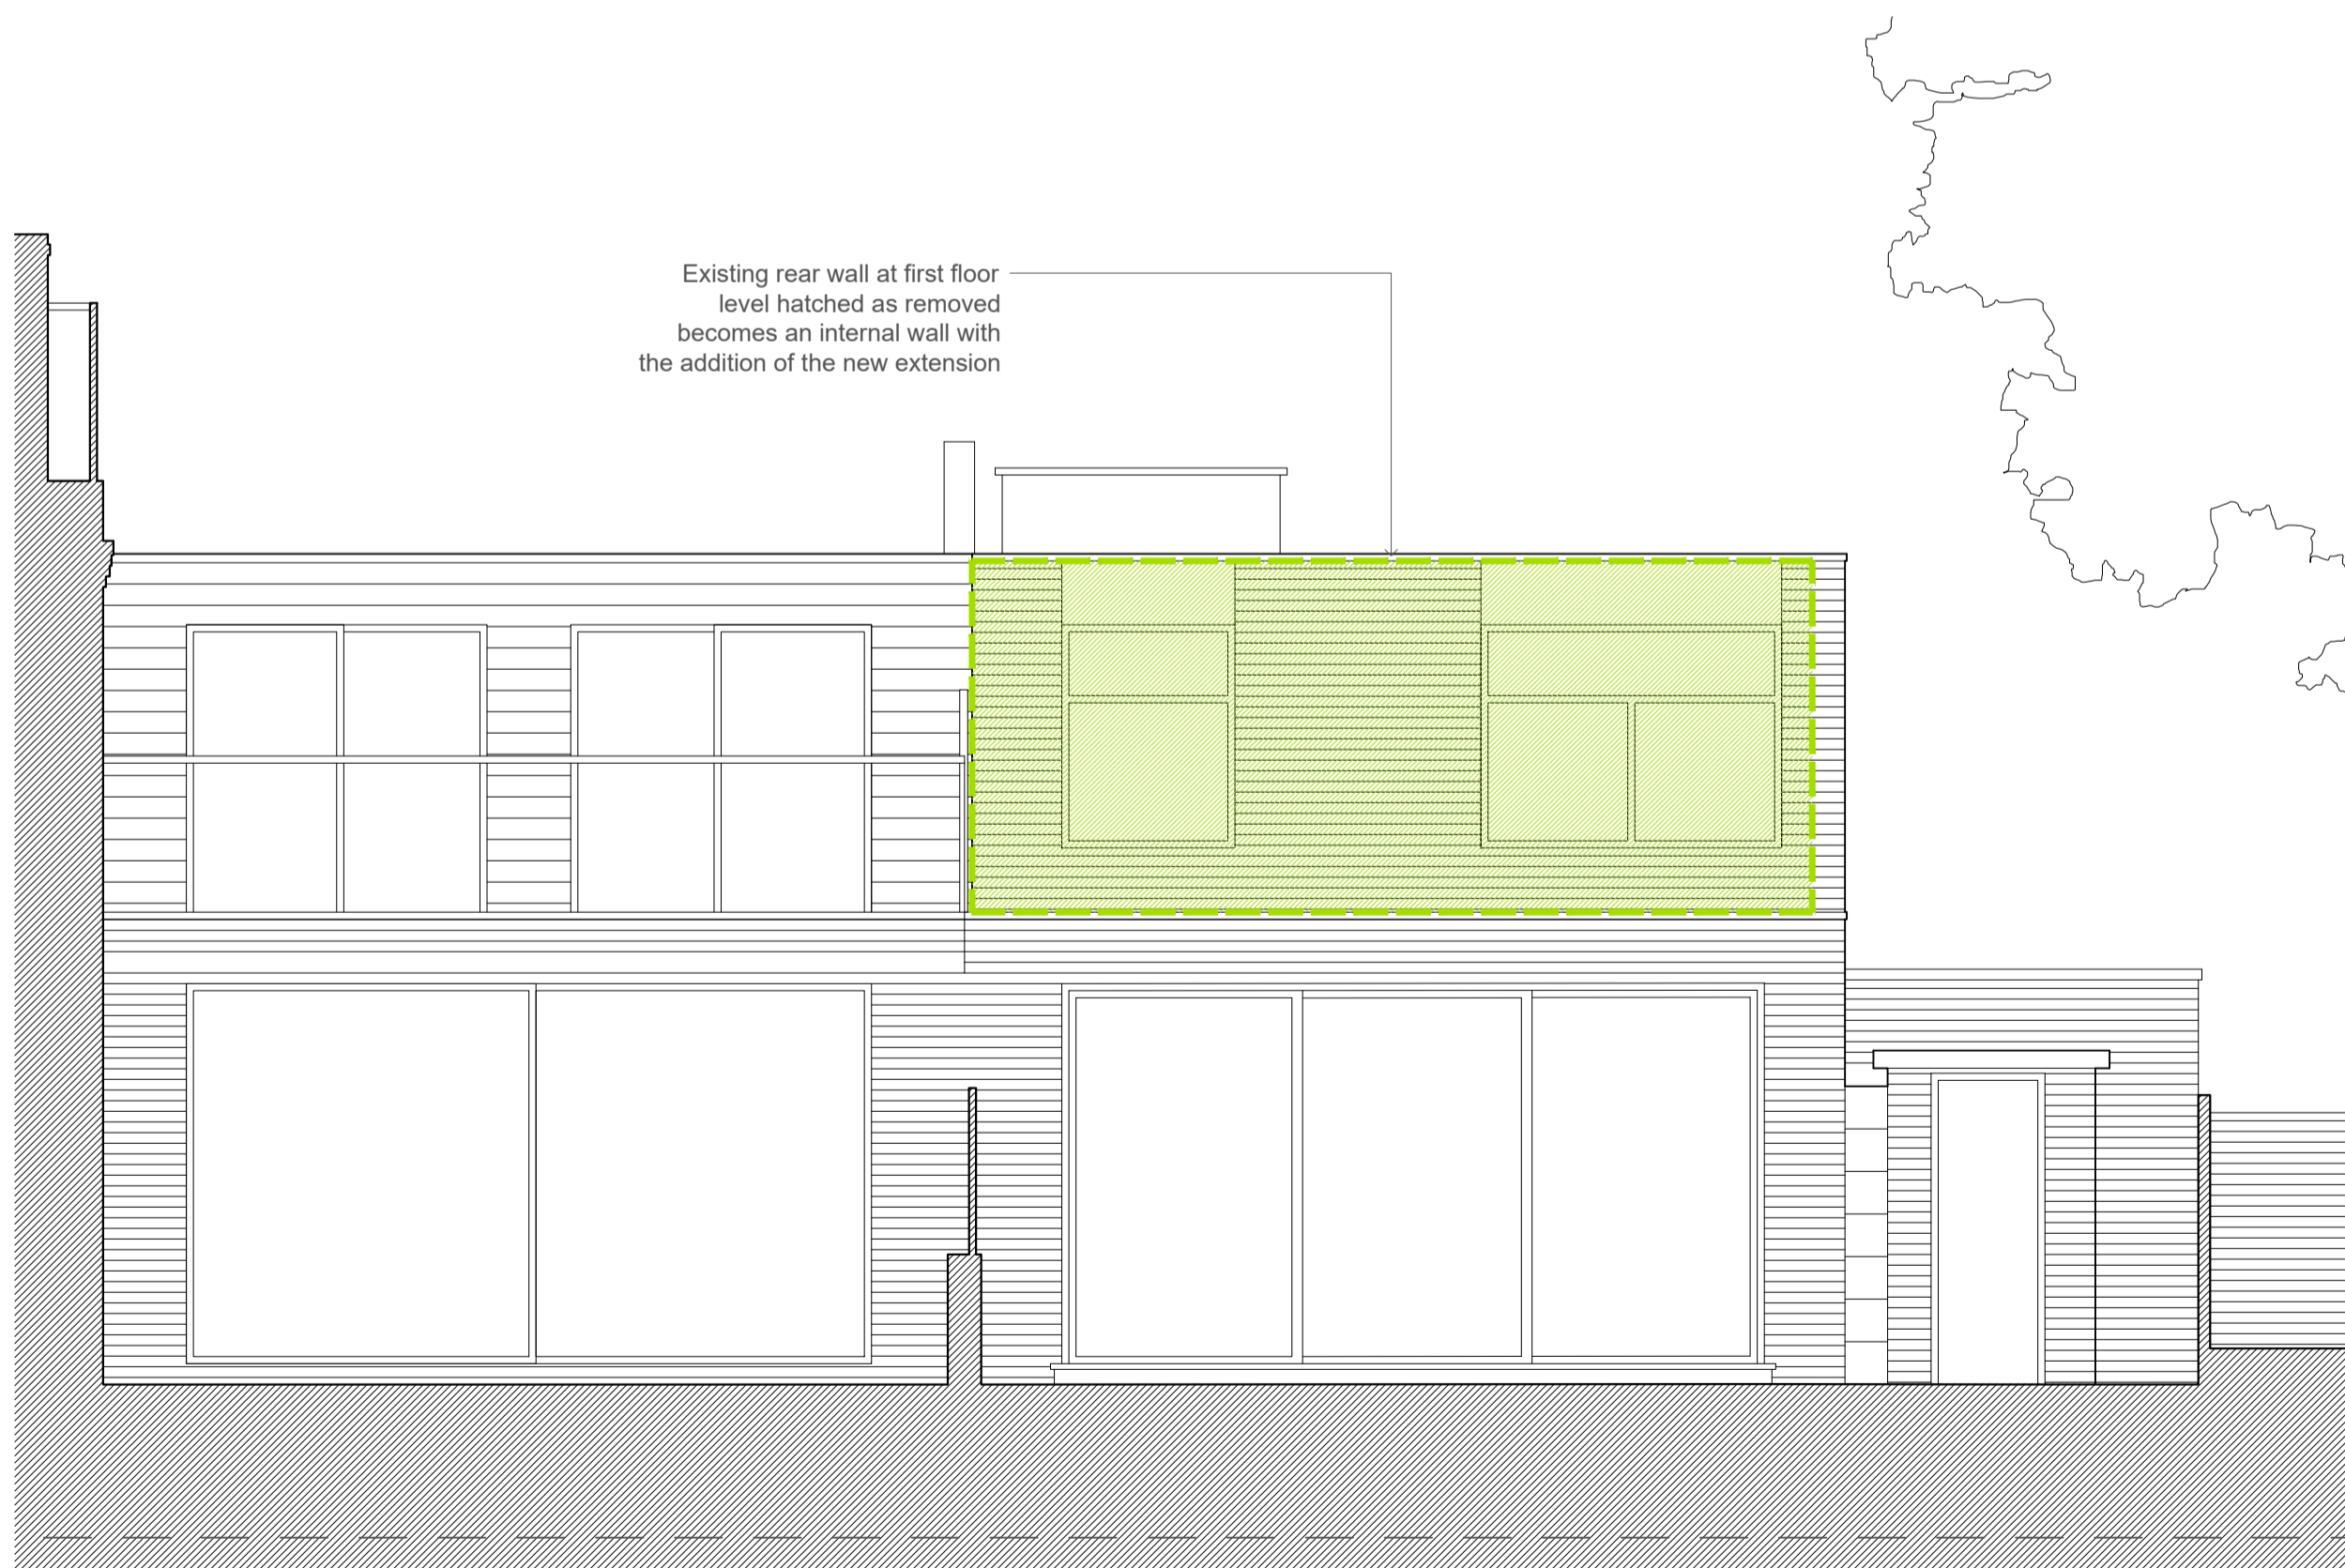 Existing rear wall at first floor
level hatched as removed
becomes an internal wall with
the addition of the new extension